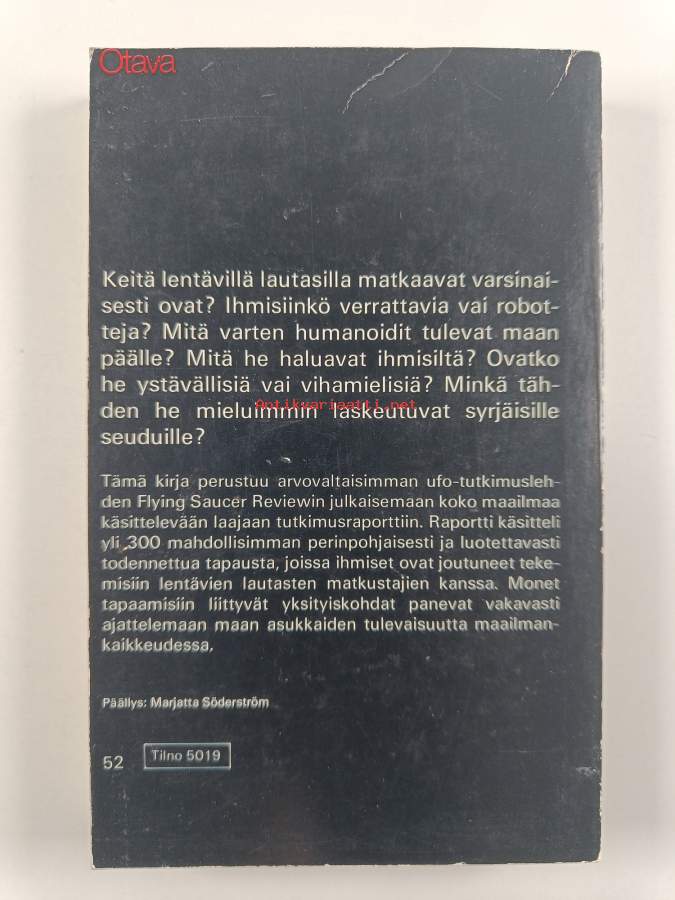 Otava
Keitä lentävillä lautasilla matkaavat varsinai-
sesti ovat? Ihmisiinkö verrattavia vai robot-
teja? Mitä varten humanoidit tulevat maan
päälle? Mitä he haluavat ihmisiltä? Ovatko
he ystävällisiä vai vihamielisiä? Minkä täh-
den he mieluimmin laskeutuvat syrjäisille
Antikvariaatti.net
seuduille?
Tämä kirja perustuu arvovaltaisimman ufo-tutkimusleh-
den Flying Saucer Reviewin julkaisemaan koko maailmaa
käsittelevään laajaan tutkimusraporttiin. Raportti käsitteli
yli 300 mahdollisimman perinpohjaisesti ja luotettavasti
todennettua tapausta, joissa ihmiset ovat joutuneet teke-
misiin lentävien lautasten matkustajien kanssa. Monet
tapaamisiin liittyvät yksityiskohdat panevat vakavasti
ajattelemaan maan asukkaiden tulevaisuutta maailman-
kaikkeudessa.
Päällys: Marjatta Söderström
52
Tilno 5019